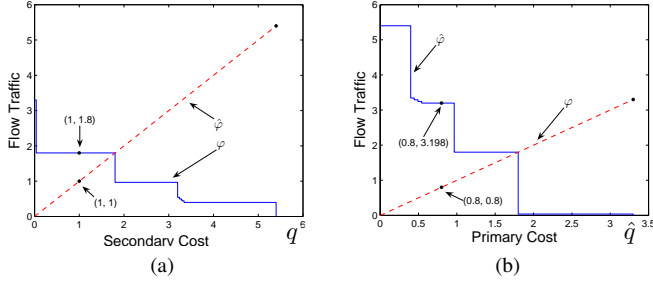 Flow Traffic
6
5
4
3
2
1
0
(1, 1.8)
(1, 1)
φ̂
φ
0 1 2 3 4 5 6
Secondary Cost q
(a)
Flow Traffic
6
5
4
3
2
1
0
φ̂
φ
(0.8, 3.198)
(0.8, 0.8)
0 0.5 1 1.5 2 2.5 3 3.5
Primary Cost q̂
(b)